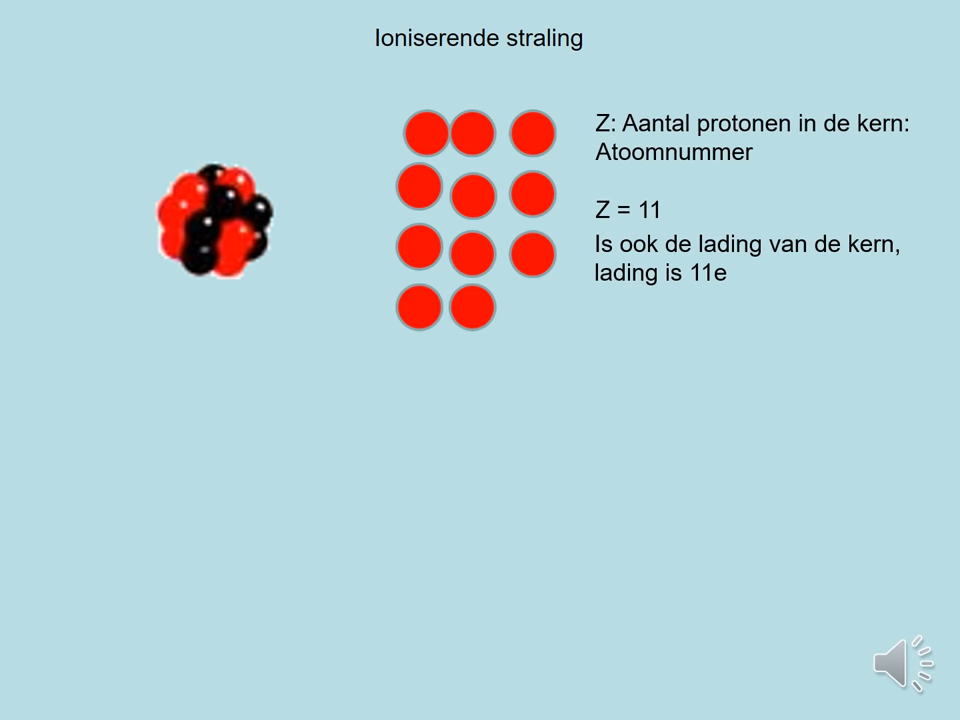 Ioniserende straling
Z: Aantal protonen in de kern:
Atoomnummer
Z = 11
Is ook de lading van de kern,
lading is 11e